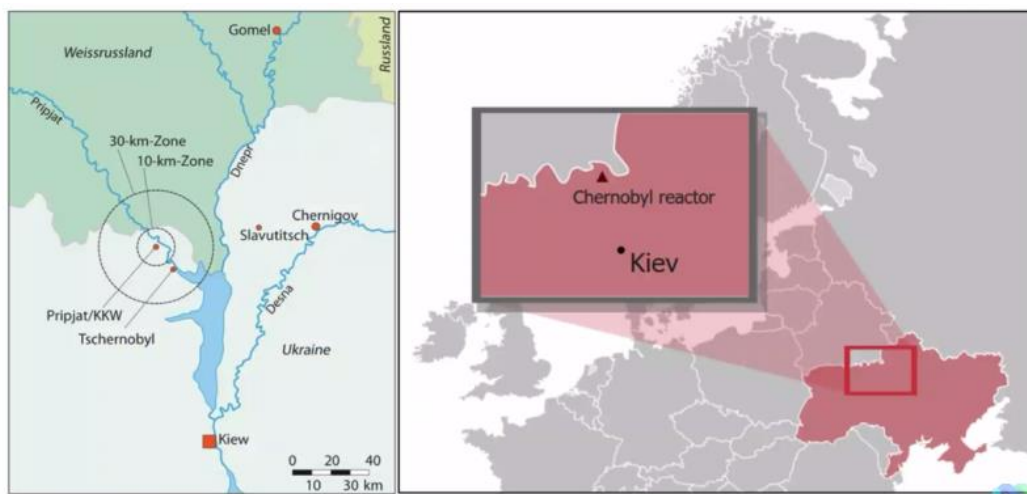 Gomel
Weissrussland
Russland
Pripjat
30-km-Zone
10-km-Zone
Dnepr
Chernigov
Slavutitsch
Pripjat/KKW
Tschernobyl
Desna
Ukraine
Kiew
0 20 40
10 30 km
Chernobyl reactor
Kiev